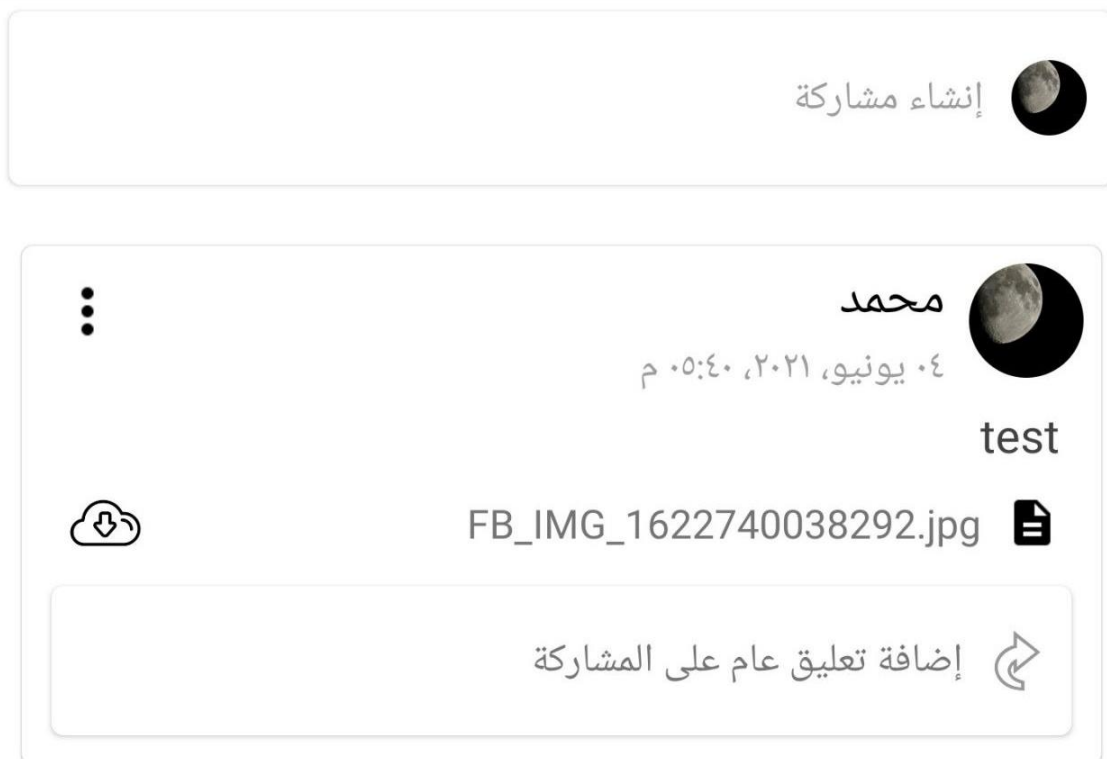 إنشاء مشاركة
محمد
٠٤ يونيو، ٢٠٢١، ٠٥:٤٠ م
test
FB_IMG_1622740038292.jpg
إضافة تعليق عام على المشاركة